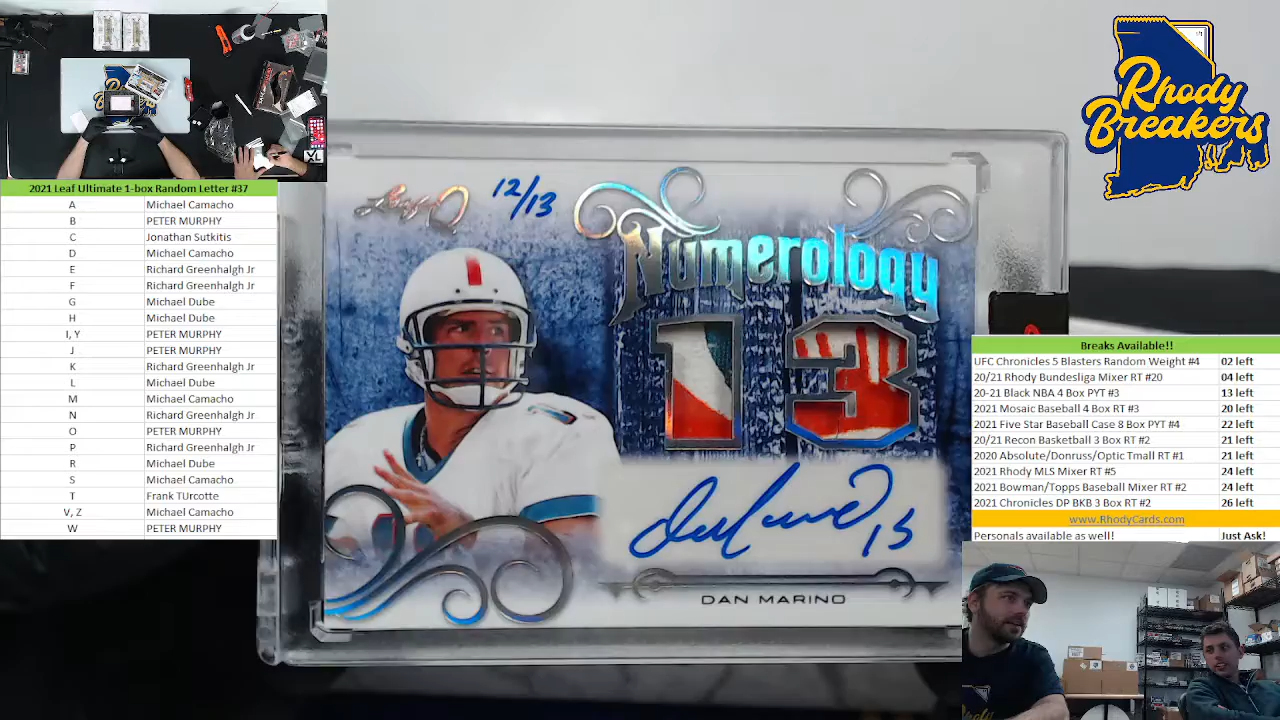 2021 Leaf Ultimate 1-box Random Letter #37
A Michael Camacho
B PETER MURPHY
C Jonathan Sutkitis
D Michael Camacho
E Richard Greenhalgh Jr
F Richard Greenhalgh Jr
G Michael Dube
H Michael Dube
I, Y PETER MURPHY
J PETER MURPHY
K Richard Greenhalgh Jr
L Michael Dube
M Michael Camacho
N Richard Greenhalgh Jr
O PETER MURPHY
P Richard Greenhalgh Jr
R Michael Dube
S Michael Camacho
T Frank TUrcotte
V, Z Michael Camacho
W PETER MURPHY
Leaf
12/13
Numerology
13
13
DAN MARINO
Rhody
Breakers
Breaks Available!!
UFC Chronicles 5 Blasters Random Weight #4 02 left
20/21 Rhody Bundesliga Mixer RT #20 04 left
20-21 Black NBA 4 Box PYT #3 13 left
2021 Mosaic Baseball 4 Box RT #3 20 left
2021 Five Star Baseball Case 8 Box PYT #4 22 left
20/21 Recon Basketball 3 Box RT #2 21 left
2020 Absolute/Donruss/Optic Tmall RT #1 21 left
2021 Rhody MLS Mixer RT #5 24 left
2021 Bowman/Topps Baseball Mixer RT #2 24 left
2021 Chronicles DP BKB 3 Box RT #2 26 left
www.RhodyCards.com
Personals available as well! Just Ask!
XL